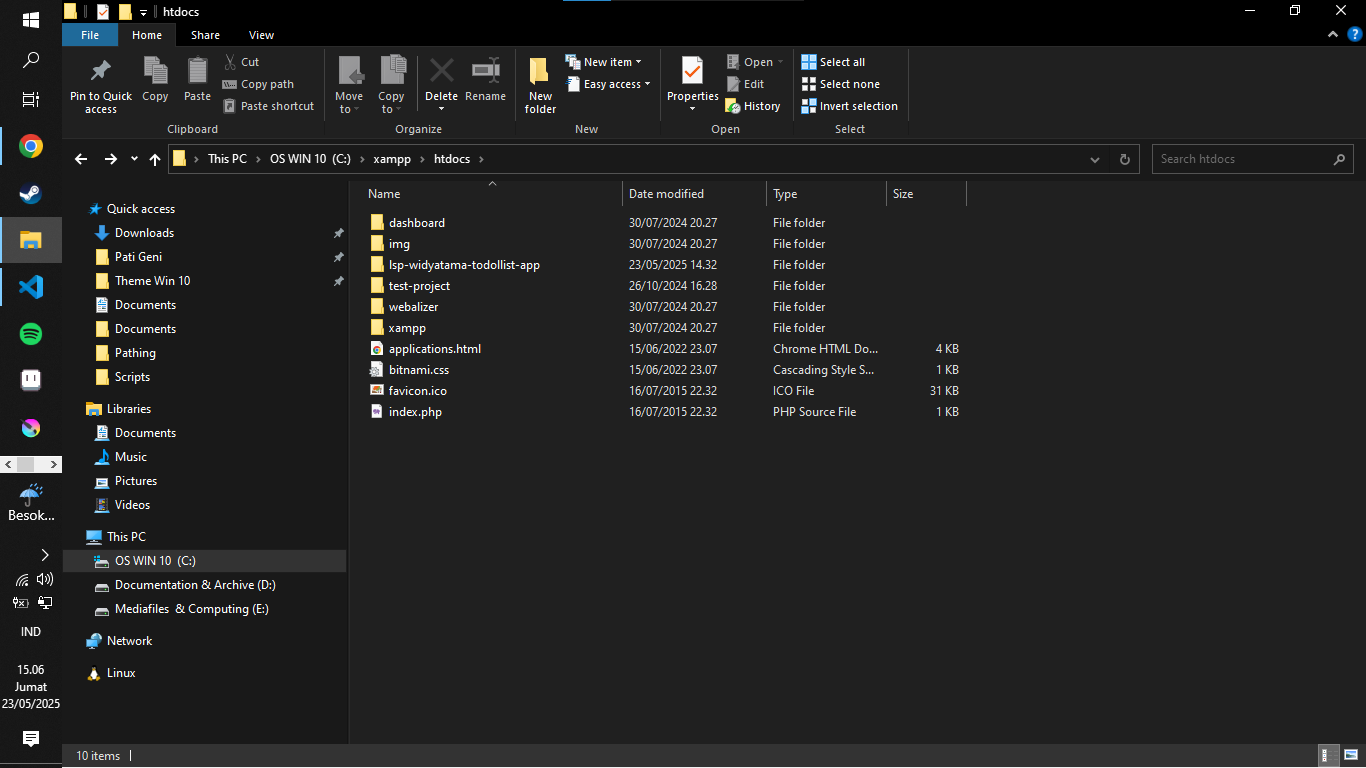 htdocs
File Home Share View
Pin to Quick access
Copy
Paste
Cut
Copy path
Paste shortcut
Clipboard
Move to
Copy to
Delete
Rename
Organize
New folder
New item
Easy access
New
Properties
Open
Edit
History
Open
Select all
Select none
Invert selection
Select
This PC > OS WIN 10 (C:) > xampp > htdocs >
Search htdocs
Quick access
Downloads
Pati Geni
Theme Win 10
Documents
Documents
Pathing
Scripts
Libraries
Documents
Music
Pictures
Videos
This PC
OS WIN 10 (C:)
Documentation & Archive (D:)
Mediafiles & Computing (E:)
Network
Linux
Name Date modified Type Size
dashboard 30/07/2024 20.27 File folder
img 30/07/2024 20.27 File folder
lsp-widyatama-todollist-app 23/05/2025 14.32 File folder
test-project 26/10/2024 16.28 File folder
webalizer 30/07/2024 20.27 File folder
xampp 30/07/2024 20.27 File folder
applications.html 15/06/2022 23.07 Chrome HTML Do... 4 KB
bitnami.css 15/06/2022 23.07 Cascading Style S... 1 KB
favicon.ico 16/07/2015 22.32 ICO File 31 KB
index.php 16/07/2015 22.32 PHP Source File 1 KB
10 items
Besok...
IND
15.06
Jumat
23/05/2025